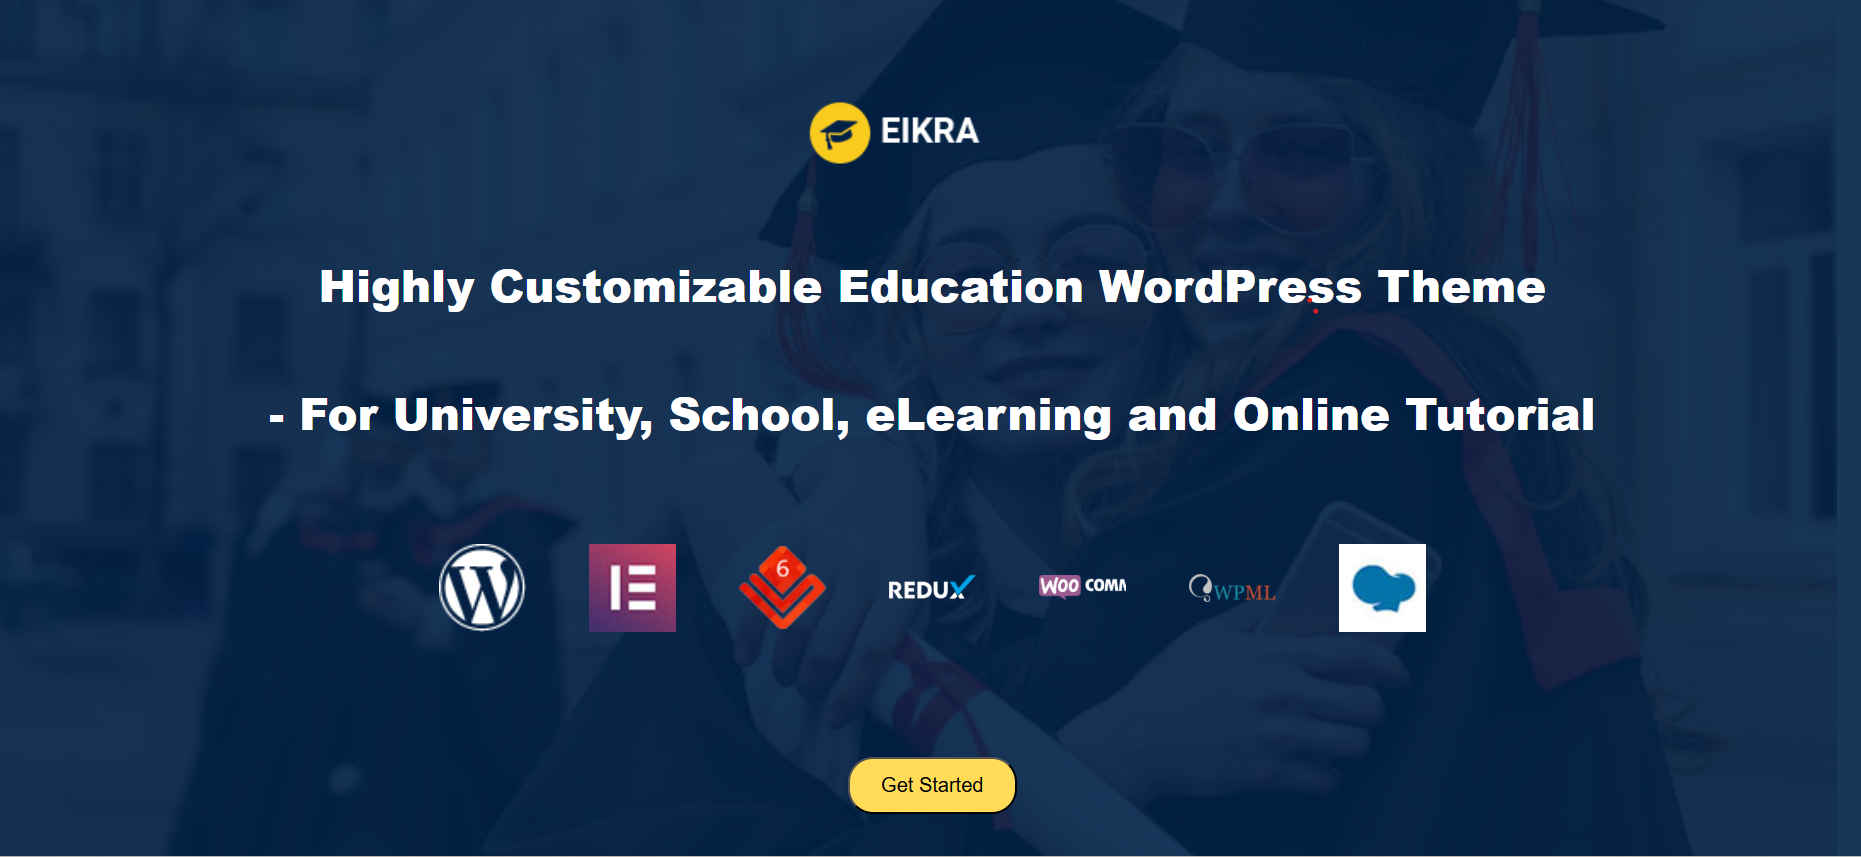 EIKRA
Highly Customizable Education WordPress Theme
- For University, School, eLearning and Online Tutorial
6
REDUX
WOO COMM
WPML
Get Started